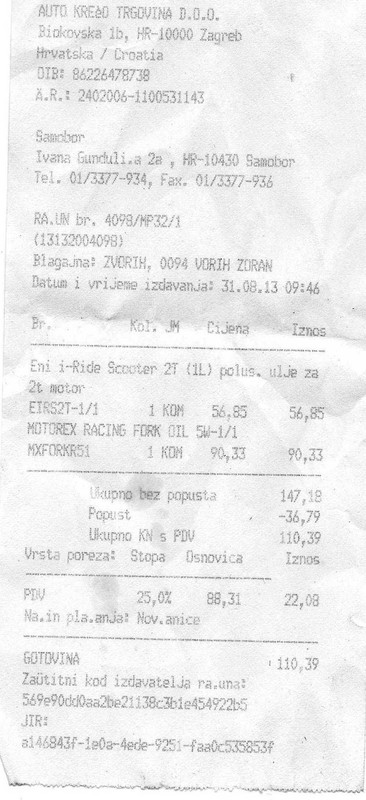 AUTO KREšO TRGOVINA D.O.O.
Biokovska 1b, HR-10000 Zagreb
Hrvatska / Croatia
OIB: 86226478738
Ž.R.: 2402006-1100531143
Samobor
Ivana Gunduli.a 2a , HR-10430 Samobor
Tel. 01/3377-934, Fax. 01/3377-936
RA.UN br. 4098/MP32/1
(13132004098)
Blagajna: ZVORIH, 0094 VORIH ZORAN
Datum i vrijeme izdavanja: 31.08.13 09:46
Br. Kol. JM Cijena Iznos
Eni i-Ride Scooter 2T (1L) polus. ulje za
2t motor
EIRS2T-1/1 1 KOM 56,85 56,85
MOTOREX RACING FORK OIL 5W-1/1
MXFORKR51 1 KOM 90,33 90,33
Ukupno bez popusta 147,18
Popust -36,79
Ukupno KN s PDV 110,39
Vrsta poreza: Stopa Osnovica Iznos
PDV 25,0% 88,31 22,08
Na.in pla.anja: Nov.anice
GOTOVINA 110,39
Zaštitni kod izdavatelja ra.una:
569e90dd0aa2be21138c3b1e454922b5
JIR:
a146843f-1e0a-4ede-9251-faa0c535853f